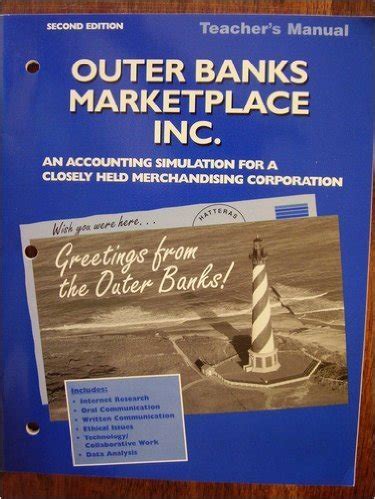 SECOND EDITION
Teacher's Manual
OUTER BANKS
MARKETPLACE
INC.
AN ACCOUNTING SIMULATION FOR A
CLOSELY HELD MERCHANDISING CORPORATION
Wish you were here...
HATTERAS
Greetings from
the Outer Banks!
Includes:
• Internet Research
• Oral Communication
• Written Communication
• Ethical Issues
• Technology/
Collaborative Work
• Data Analysis